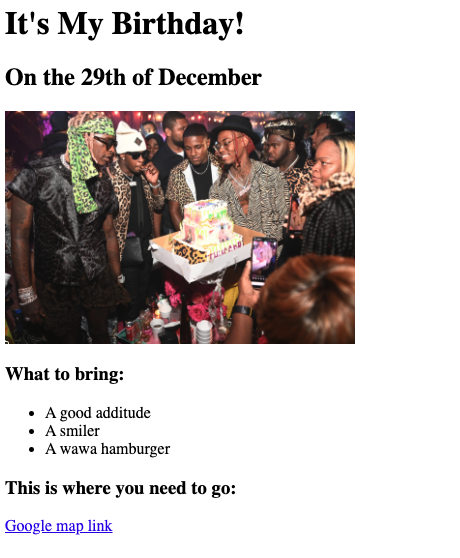 It's My Birthday!
On the 29th of December
What to bring:
A good additude
A smiler
A wawa hamburger
This is where you need to go:
Google map link